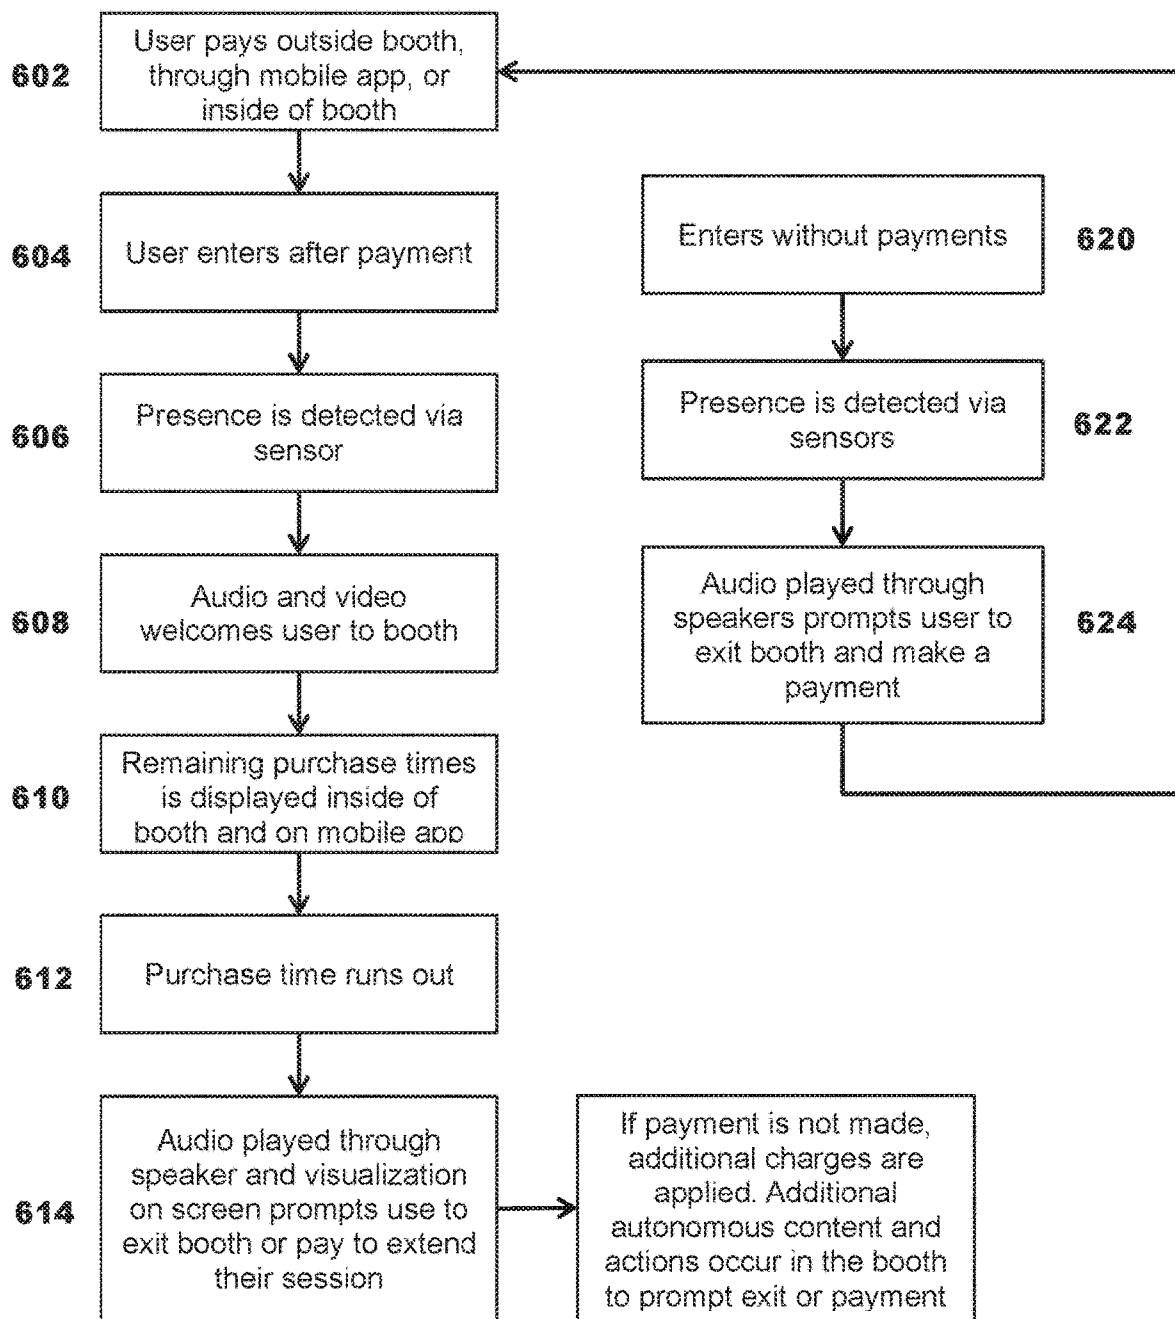 602
User pays outside booth,
through mobile app, or
inside of booth
604
User enters after payment
606
Presence is detected via
sensor
608
Audio and video
welcomes user to booth
610
Remaining purchase times
is displayed inside of
booth and on mobile app
612
Purchase time runs out
614
Audio played through
speaker and visualization
on screen prompts use to
exit booth or pay to extend
their session
If payment is not made,
additional charges are
applied. Additional
autonomous content and
actions occur in the booth
to prompt exit or payment
Enters without payments
620
Presence is detected via
sensors
622
Audio played through
speakers prompts user to
exit booth and make a
payment
624